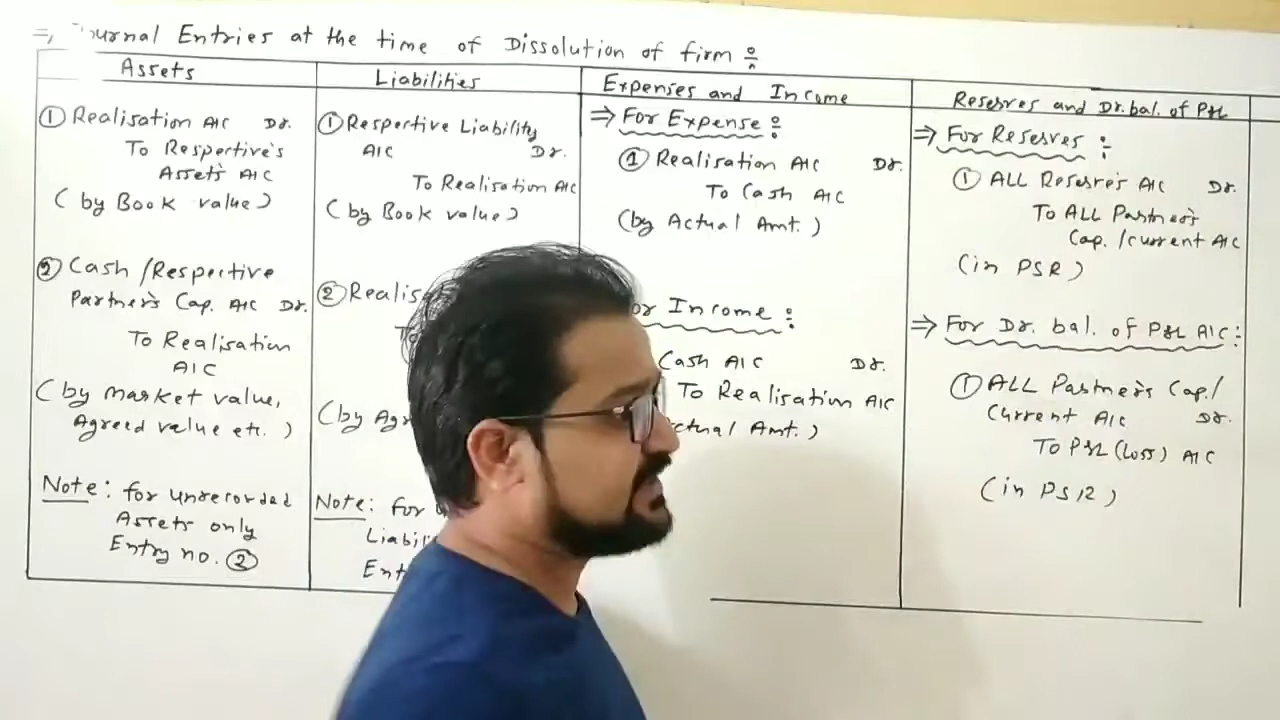 =, Journal Entries at the time of Dissolution of firm :
Assets
① Realisation A/C Dr.
To Respective's
Assets A/C
(by Book value)
② Cash /Respective
Partner's Cap. A/C Dr.
To Realisation
A/C
(by market value,
Agreed value etc.)
Note: for unrecorded
Assets only
Entry no. ②
Liabilities
① Respective Liability
A/C Dr.
To Realisation A/C
(by Book value)
② Realis
To
(by Ag
Note: for
Liabili
Ent
Expenses and Income
⇒ For Expense :
① Realisation A/C Dr.
To Cash A/C
(by Actual Amt.)
or Income :
Cash A/C Dr.
To Realisation A/C
ctual Amt.)
Reserves and Dr. bal. of P&L
⇒ For Reserves :
① ALL Reserve's A/C Dr.
To ALL Partner's
Cap. /current A/C
(in PSR)
⇒ For Dr. bal. of P&L A/C :
① ALL Partner's Cap/
Current A/C Dr.
To P&L (Loss) A/C
(in PSR)